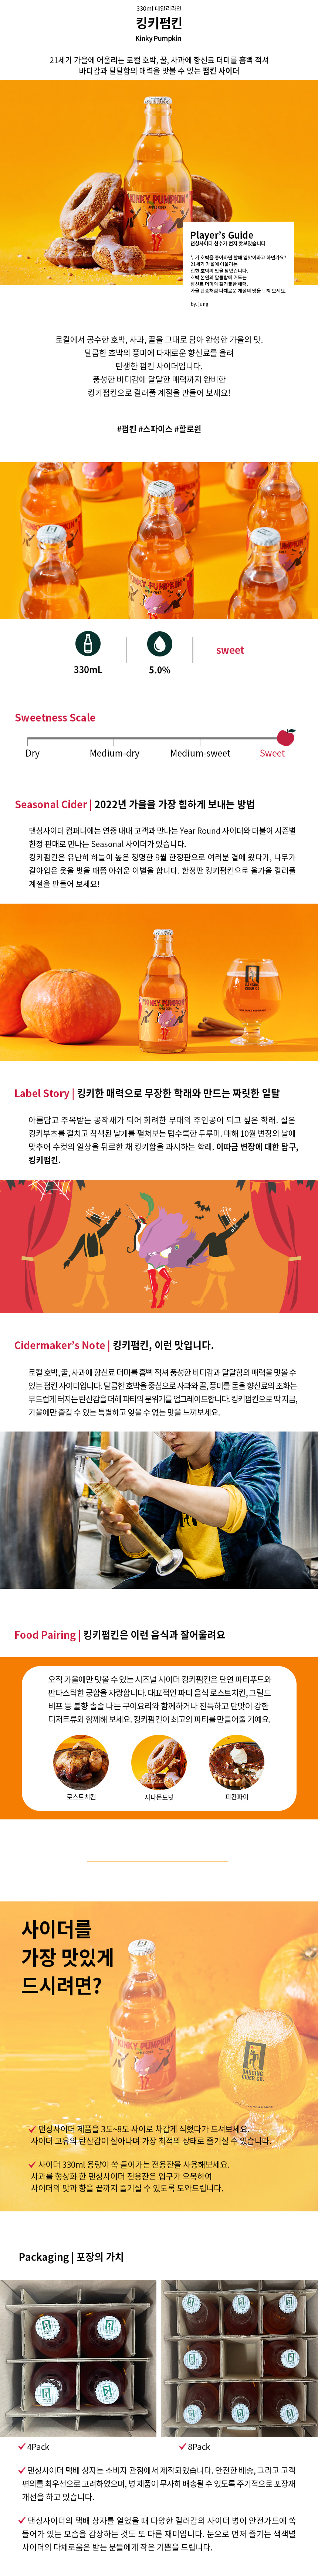 330ml 데일리라인
킹키펌킨
Kinky Pumpkin
21세기 가을에 어울리는 로컬 호박, 꿀, 사과에 향신료 더미를 흠뻑 적셔
바디감과 달달함의 매력을 맛볼 수 있는 펌킨 사이더
KINKY PUMPKIN
Player's Guide
댄싱사이더 선수가 먼저 맛보았습니다
누가 호박을 좋아하면 할매 입맛이라고 하던가요?
21세기 가을에 어울리는
힙한 호박의 맛을 담았습니다.
호박 본연의 달콤함에 가드는
향신료 더미의 컬러풀한 매력.
가을 단풍처럼 다채로운 계절의 맛을 느껴 보세요.
by. Jung
로컬에서 공수한 호박, 사과, 꿀을 그대로 담아 완성한 가을의 맛.
달콤한 호박의 풍미에 다채로운 향신료를 올려
탄생한 펌킨 사이더입니다.
풍성한 바디감에 달달한 매력까지 완비한
킹키펌킨으로 컬러풀 계절을 만들어 보세요!
#펌킨 #스파이스 #할로윈
KINKY PUMPKIN
330mL
5.0%
sweet
Sweetness Scale
Dry Medium-dry Medium-sweet Sweet
Seasonal Cider | 2022년 가을을 가장 힙하게 보내는 방법
댄싱사이더 컴퍼니에는 연중 내내 고객과 만나는 Year Round 사이더와 더불어 시즌별
한정 판매로 만나는 Seasonal 사이더가 있습니다.
킹키펌킨은 유난히 하늘이 높은 청명한 9월 한정판으로 여러분 곁에 왔다가, 나무가
갈아입은 옷을 벗을 때쯤 아쉬운 이별을 합니다. 한정판 킹키펌킨으로 올가을 컬러풀
계절을 만들어 보세요!
KINKY PUMPKIN
DANCING
CIDER CO.
Label Story | 킹키한 매력으로 무장한 학래와 만드는 짜릿한 일탈
아름답고 주목받는 공작새가 되어 화려한 무대의 주인공이 되고 싶은 학래. 실은
킹키부츠를 걸치고 착색된 날개를 펼쳐보는 텁수룩한 두루미. 매해 10월 변장의 날에
맞추어 수컷의 일상을 뒤로한 채 킹키함을 과시하는 학래. 이따금 변장에 대한 탐구,
킹키펌킨.
Cidermaker's Note | 킹키펌킨, 이런 맛입니다.
로컬 호박, 꿀, 사과에 향신료 더미를 흠뻑 적셔 풍성한 바디감과 달달함의 매력을 맛볼 수
있는 펌킨 사이더입니다. 달콤한 호박을 중심으로 사과와 꿀, 풍미를 돋울 향신료의 조화는
부드럽게 터지는 탄산감을 더해 파티의 분위기를 업그레이드합니다. 킹키펌킨으로 딱 지금,
가을에만 즐길 수 있는 특별하고 잊을 수 없는 맛을 느껴보세요.
Food Pairing | 킹키펌킨은 이런 음식과 잘어울려요
오직 가을에만 맛볼 수 있는 시즈널 사이더 킹키펌킨은 단연 파티푸드와
판타스틱한 궁합을 자랑합니다. 대표적인 파티 음식 로스트치킨, 그릴드
비프 등 불향 솔솔 나는 구이요리와 함께하거나 진득하고 단맛이 강한
디저트류와 함께해 보세요. 킹키펌킨이 최고의 파티를 만들어줄 거예요.
로스트치킨 시나몬도넛 피칸파이
사이더를
가장 맛있게
드시려면?
KINKY PUMPKIN
DANCING
CIDER CO.
댄싱사이더 제품을 3도~8도 사이로 차갑게 식혔다가 드셔보세요.
사이더 고유의 탄산감이 살아나며 가장 최적의 상태로 즐기실 수 있습니다.
사이더 330ml 용량이 쏙 들어가는 전용잔을 사용해보세요.
사과를 형상화 한 댄싱사이더 전용잔은 입구가 오목하여
사이더의 맛과 향을 끝까지 즐기실 수 있도록 도와드립니다.
Packaging | 포장의 가치
4Pack 8Pack
댄싱사이더 택배 상자는 소비자 관점에서 제작되었습니다. 안전한 배송, 그리고 고객
편의를 최우선으로 고려하였으며, 병 제품이 무사히 배송될 수 있도록 주기적으로 포장재
개선을 하고 있습니다.
댄싱사이더의 택배 상자를 열었을 때 다양한 컬러감의 사이더 병이 안전가드에 쏙
들어가 있는 모습을 감상하는 것도 또 다른 재미입니다. 눈으로 먼저 즐기는 색색별
사이더의 다채로움은 받는 분들에게 작은 기쁨을 드립니다.